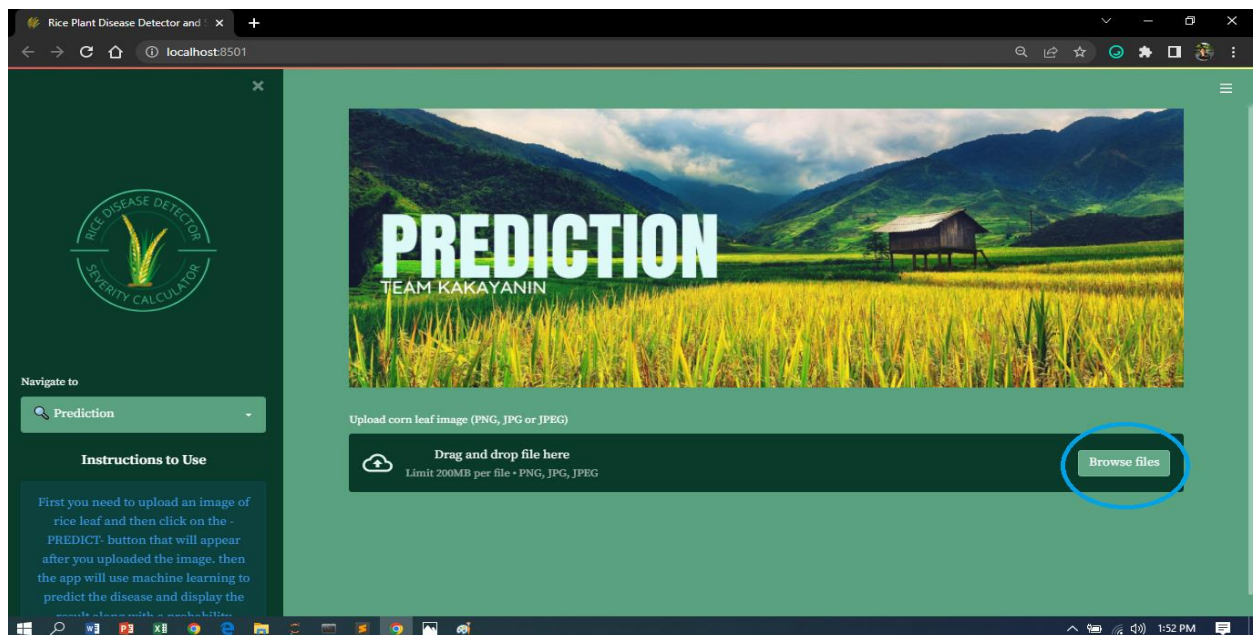 Rice Plant Disease Detector and S
localhost:8501
RICE DISEASE DETECTOR
SEVERITY CALCULATOR
Navigate to
Prediction
Instructions to Use
First you need to upload an image of
rice leaf and then click on the -
PREDICT- button that will appear
after you uploaded the image. then
the app will use machine learning to
predict the disease and display the
result along with a probability
PREDICTION
TEAM KAKAYANIN
Upload corn leaf image (PNG, JPG or JPEG)
Drag and drop file here
Limit 200MB per file • PNG, JPG, JPEG
Browse files
1:52 PM